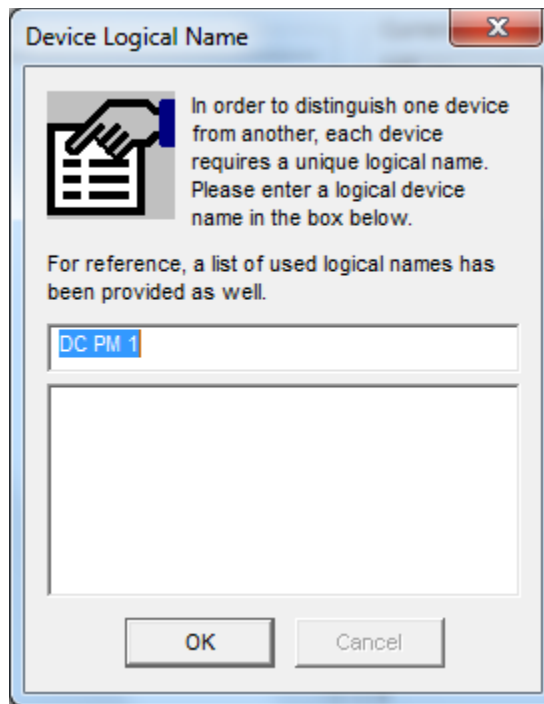 Device Logical Name
In order to distinguish one device
from another, each device
requires a unique logical name.
Please enter a logical device
name in the box below.
For reference, a list of used logical names has
been provided as well.
DC PM 1
OK
Cancel